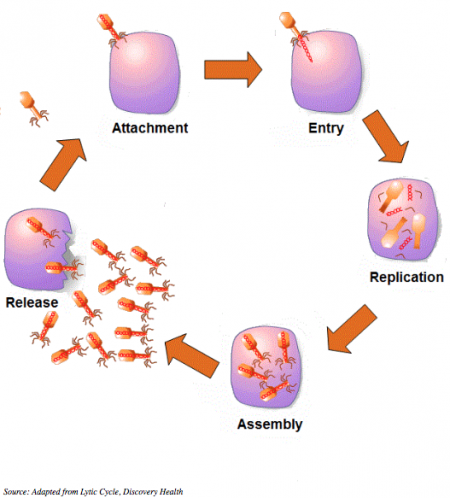 Attachment
Entry
Replication
Release
Assembly
Source: Adapted from Lytic Cycle, Discovery Health